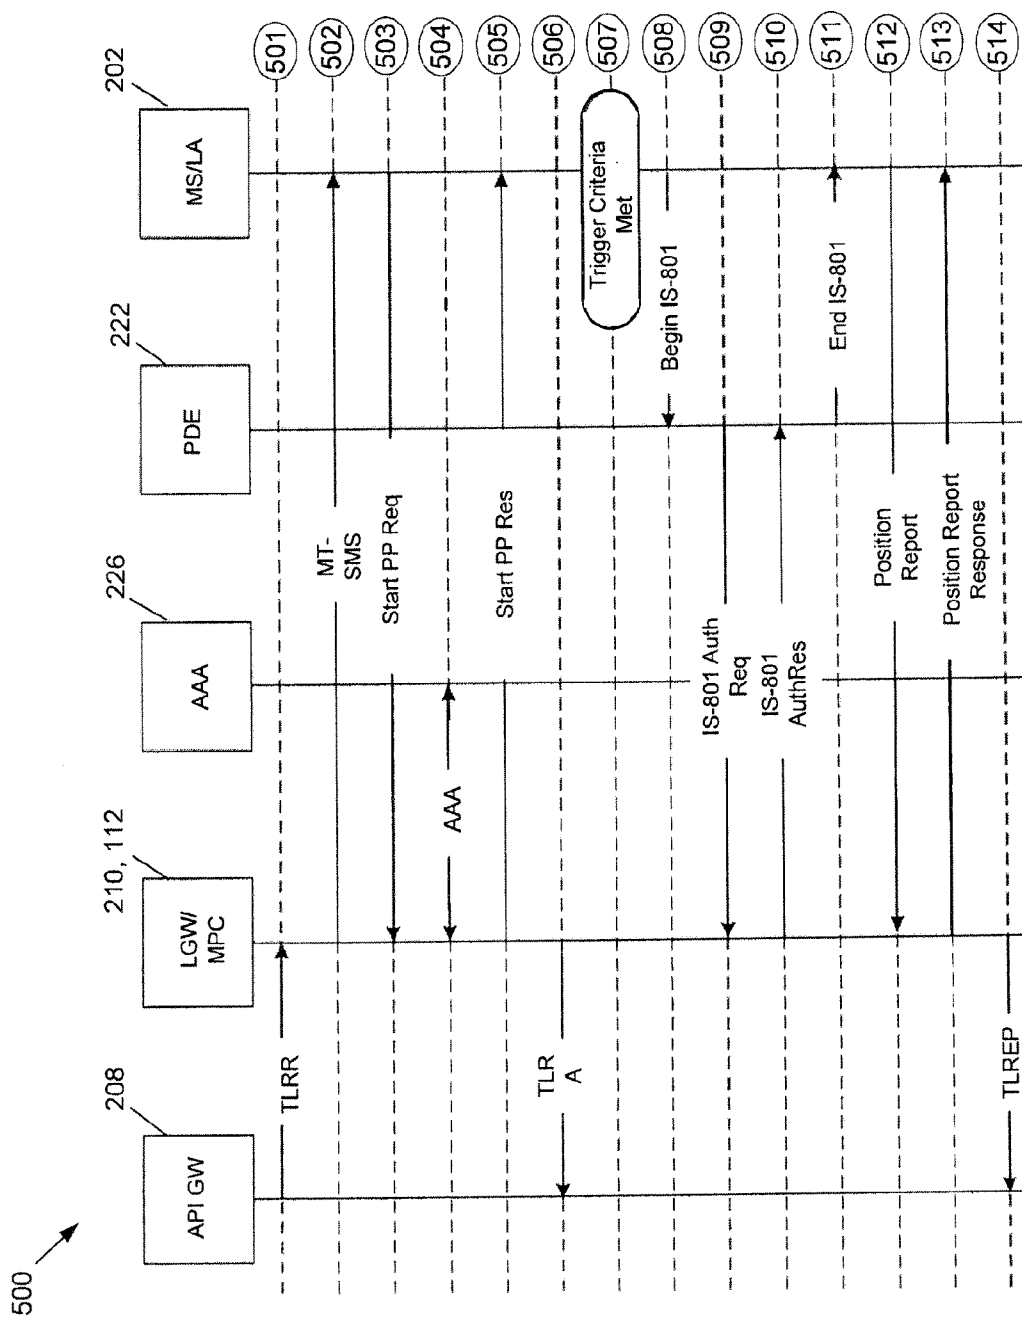 500
208
210, 112
226
222
202
API GW
LGW/
MPC
AAA
PDE
MS/LA
TLRR
501
MT-
SMS
502
Start PP Req
503
AAA
504
Start PP Res
505
TLR
A
506
Trigger Criteria
Met
507
Begin IS-801
508
IS-801 Auth
Req
509
IS-801
AuthRes
510
End IS-801
511
Position
Report
512
Position Report
Response
513
TLREP
514